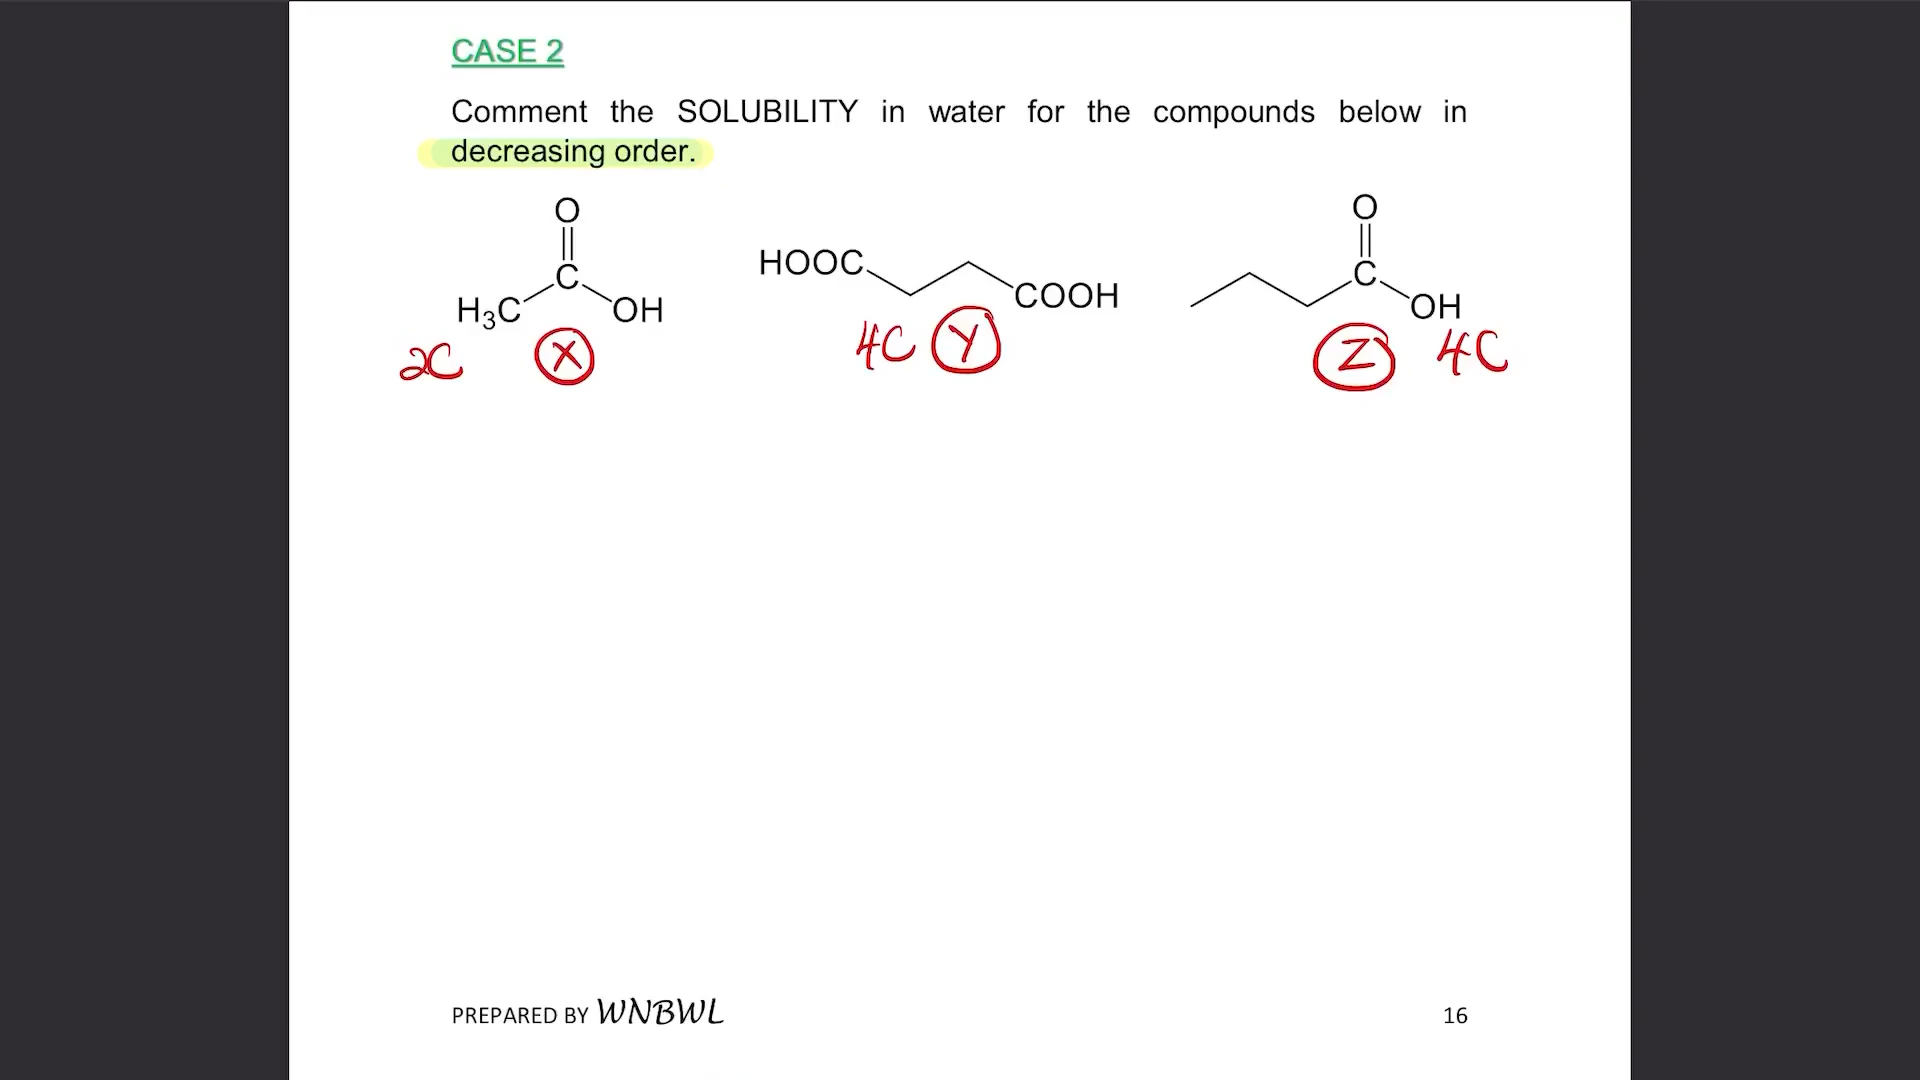 CASE 2
Comment the SOLUBILITY in water for the compounds below in
decreasing order.
O
C
H3C
OH
HOOC
COOH
O
C
OH
2C
X
4C
Y
Z
4C
PREPARED BY WNBWL
16